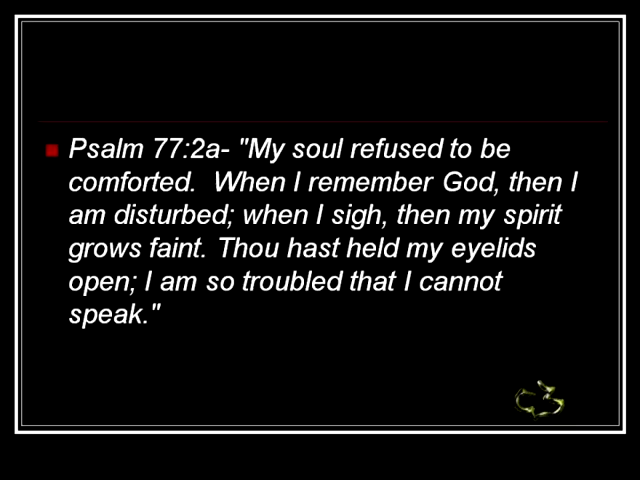 Psalm 77:2a- "My soul refused to be
comforted.  When I remember God, then I
am disturbed; when I sigh, then my spirit
grows faint. Thou hast held my eyelids
open; I am so troubled that I cannot
speak."
C3